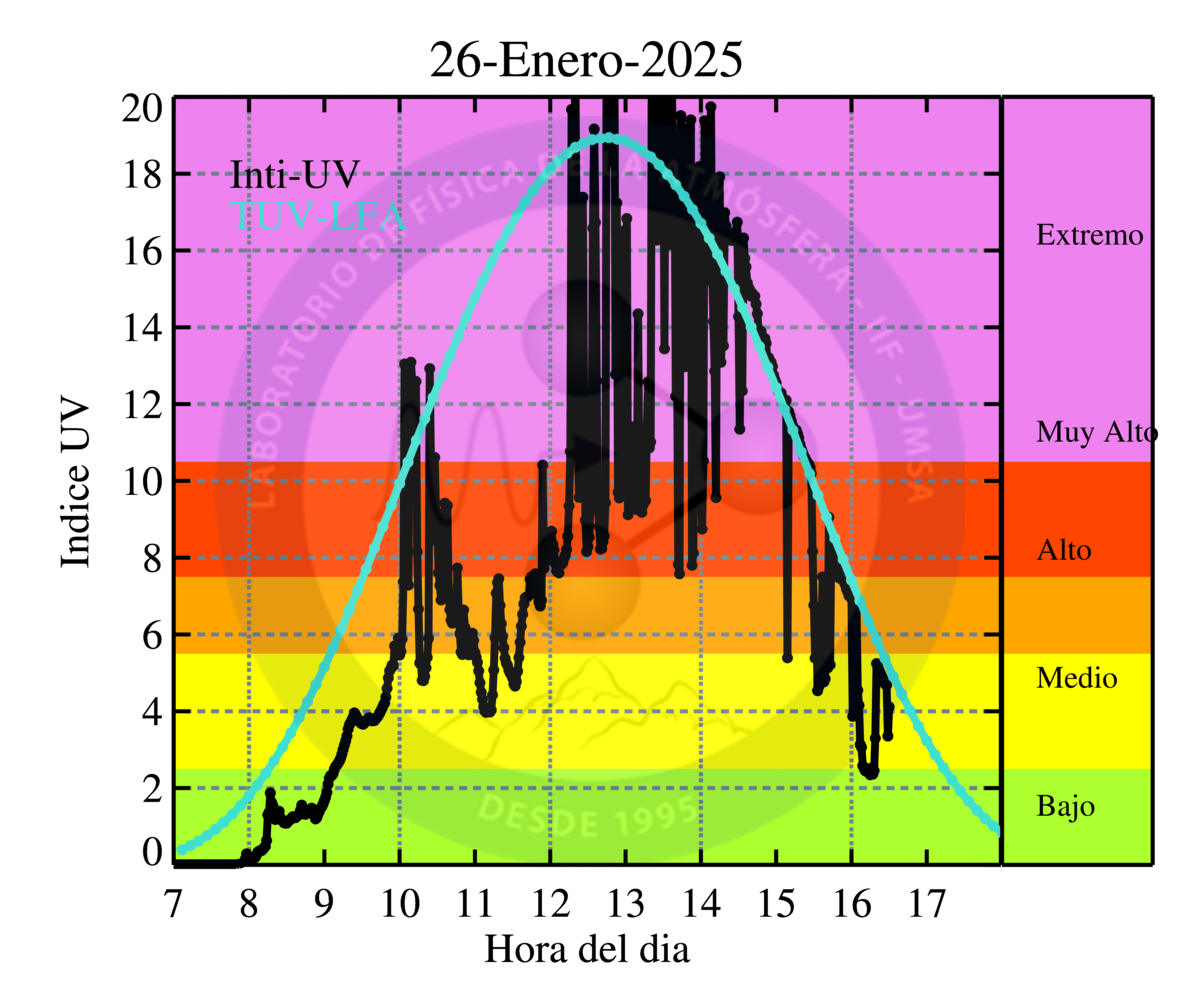 26-Enero-2025
Indice UV
20
18
16
14
12
10
8
6
4
2
0
Inti-UV
TUV-LFA
LABORATORIO DE FÍSICA DE LA ATMÓSFERA - IIF - UMSA
DESDE 1995
Extremo
Muy Alto
Alto
Medio
Bajo
7 8 9 10 11 12 13 14 15 16 17
Hora del dia